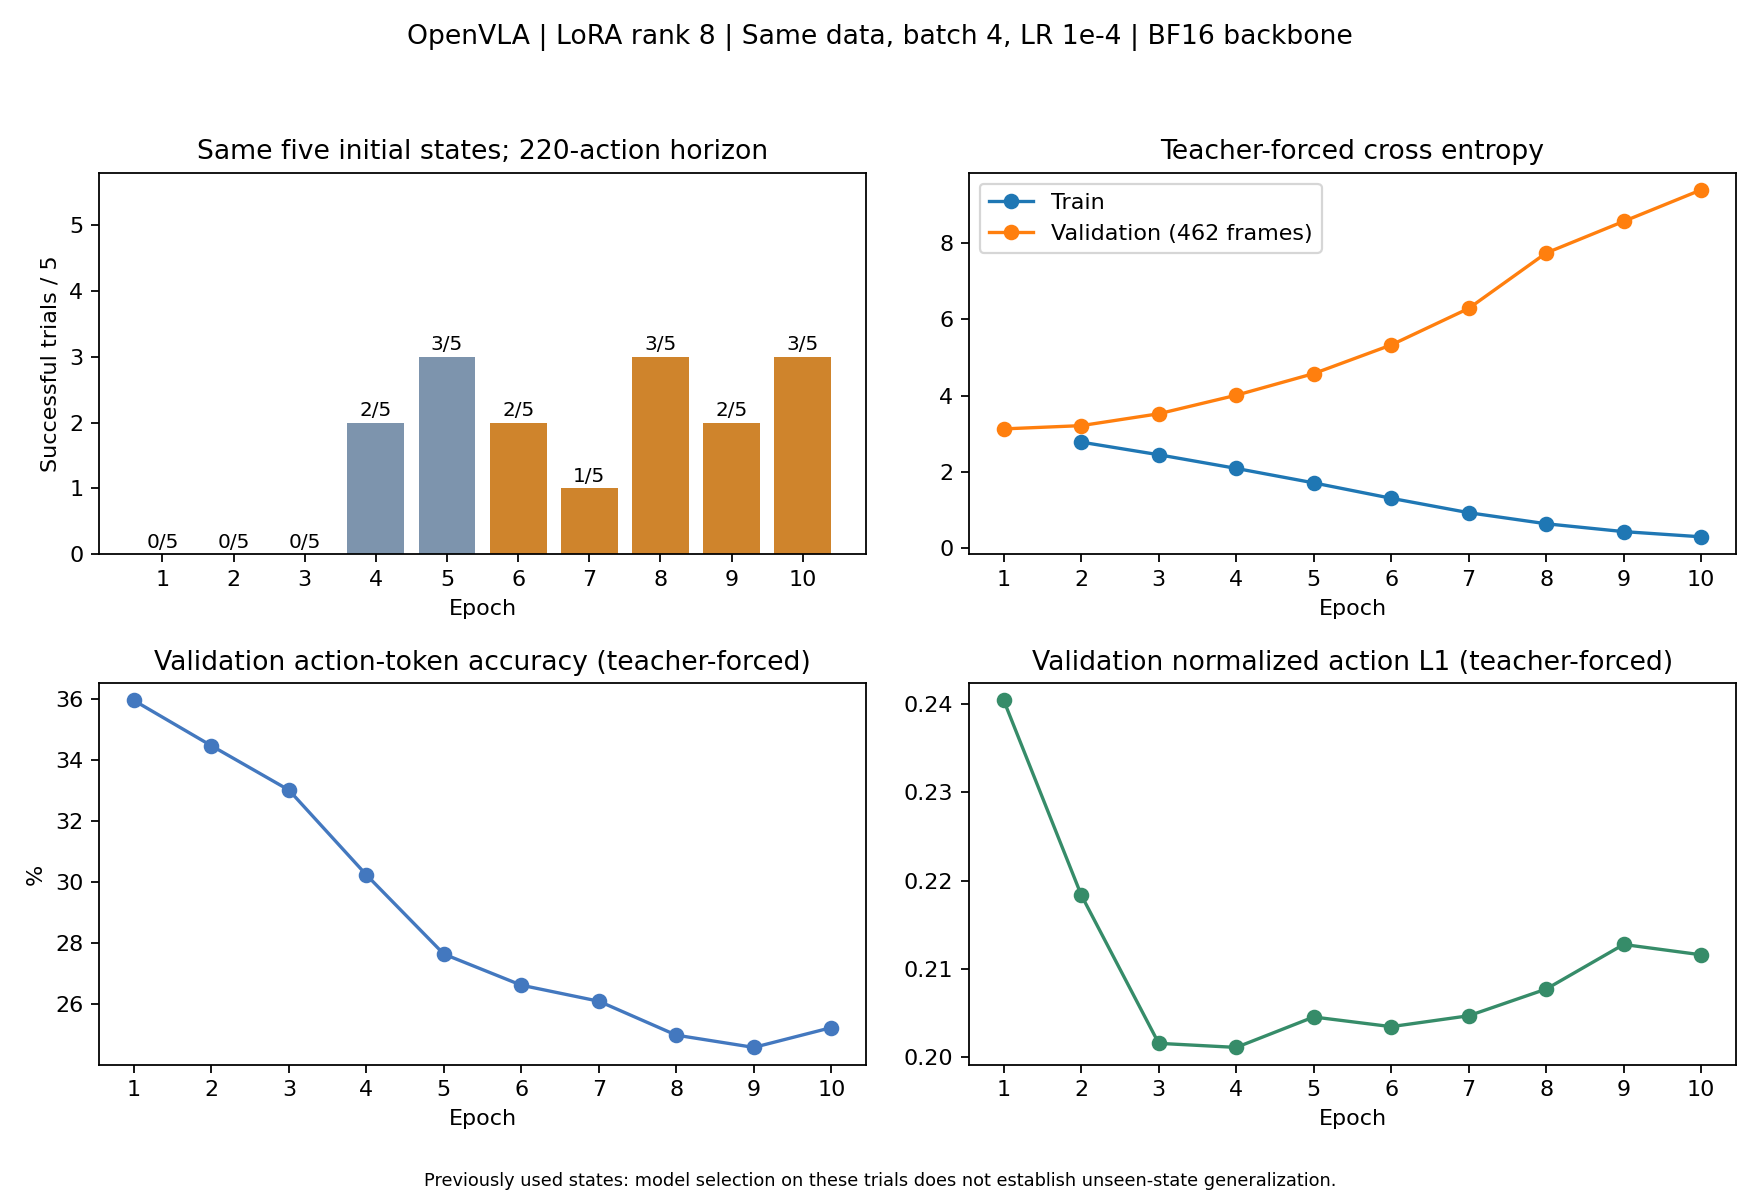 OpenVLA | LoRA rank 8 | Same data, batch 4, LR 1e-4 | BF16 backbone
Same five initial states; 220-action horizon
Successful trials / 5
5
4
3
2
1
0
0/5
0/5
0/5
2/5
3/5
2/5
1/5
3/5
2/5
3/5
1 2 3 4 5 6 7 8 9 10
Epoch
Teacher-forced cross entropy
Train
Validation (462 frames)
8
6
4
2
0
1 2 3 4 5 6 7 8 9 10
Epoch
Validation action-token accuracy (teacher-forced)
%
36
34
32
30
28
26
1 2 3 4 5 6 7 8 9 10
Epoch
Validation normalized action L1 (teacher-forced)
0.24
0.23
0.22
0.21
0.20
1 2 3 4 5 6 7 8 9 10
Epoch
Previously used states: model selection on these trials does not establish unseen-state generalization.